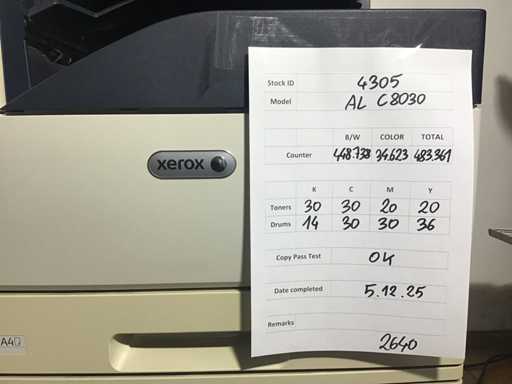 Stock ID 4305
Model AL C8030
B/W COLOR TOTAL
Counter 448.738 34.623 483.361
K C M Y
Toners 30 30 20 20
Drums 14 30 30 36
Copy Pass Test OK
Date completed 5.12.25
Remarks
2640
xerox
A4